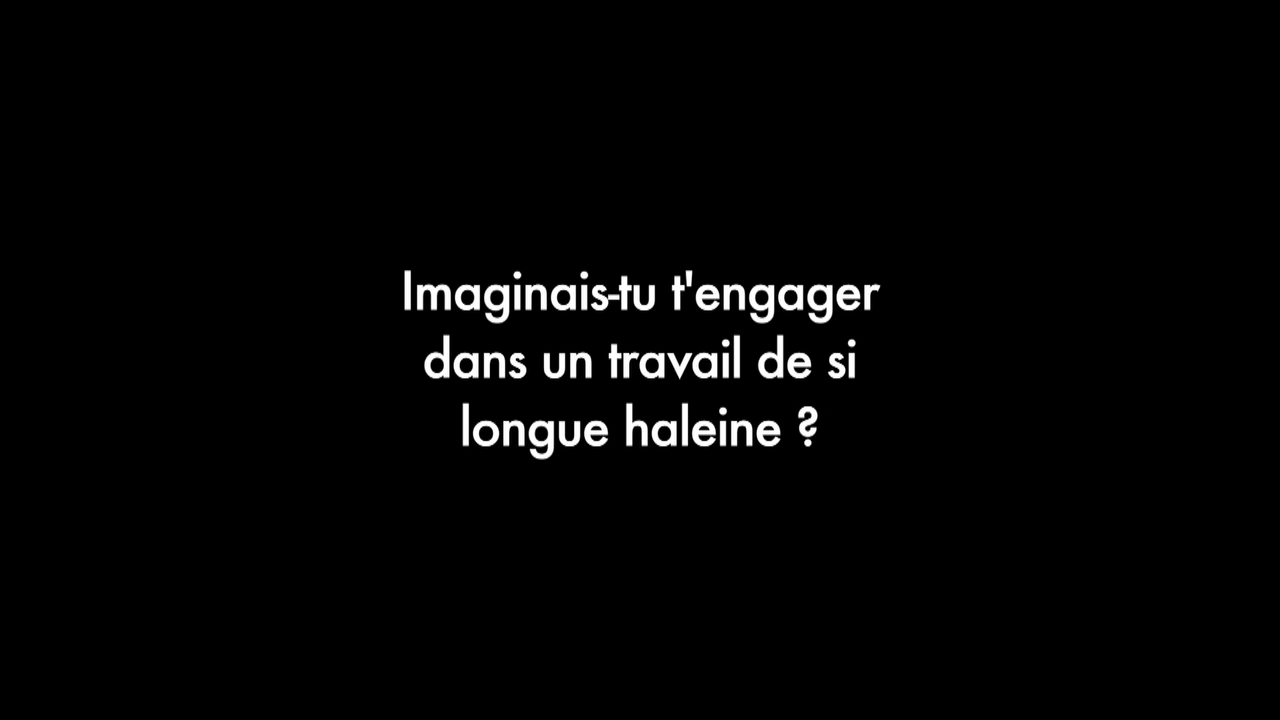 Imaginais-tu t'engager
dans un travail de si
longue haleine ?